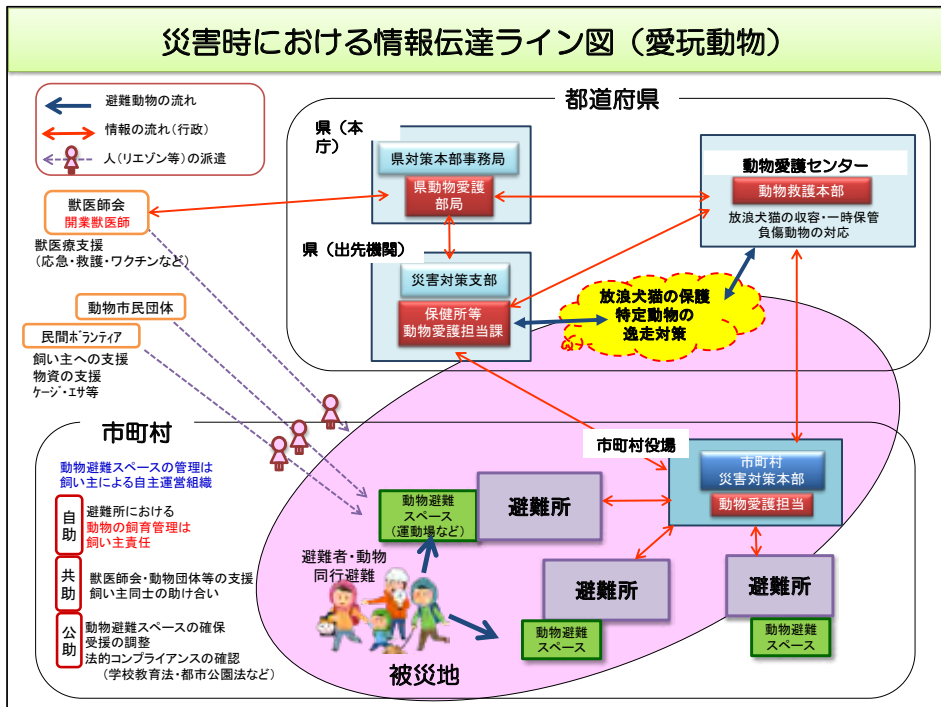 災害時における情報伝達ライン図（愛玩動物）
避難動物の流れ
情報の流れ(行政)
人(リエゾン等)の派遣
都道府県
県（本
庁）
県対策本部事務局
県動物愛護
部局
動物愛護センター
動物救護本部
放浪犬猫の収容・一時保管
負傷動物の対応
獣医師会
開業獣医師
獣医療支援
（応急・救護・ワクチンなど）
県（出先機関）
災害対策支部
保健所等
動物愛護担当課
放浪犬猫の保護
特定動物の
逸走対策
動物市民団体
民間ボランティア
飼い主への支援
物資の支援
ケージ・エサ等
市町村
動物避難スペースの管理は
飼い主による自主運営組織
自助
避難所における
動物の飼育管理は
飼い主責任
共助
獣医師会・動物団体等の支援
飼い主同士の助け合い
公助
動物避難スペースの確保
受援の調整
法的コンプライアンスの確認
（学校教育法・都市公園法など）
市町村役場
市町村
災害対策本部
動物愛護担当
動物避難
スペース
（運動場など）
避難所
避難者・動物
同行避難
避難所
動物避難
スペース
避難所
動物避難
スペース
被災地